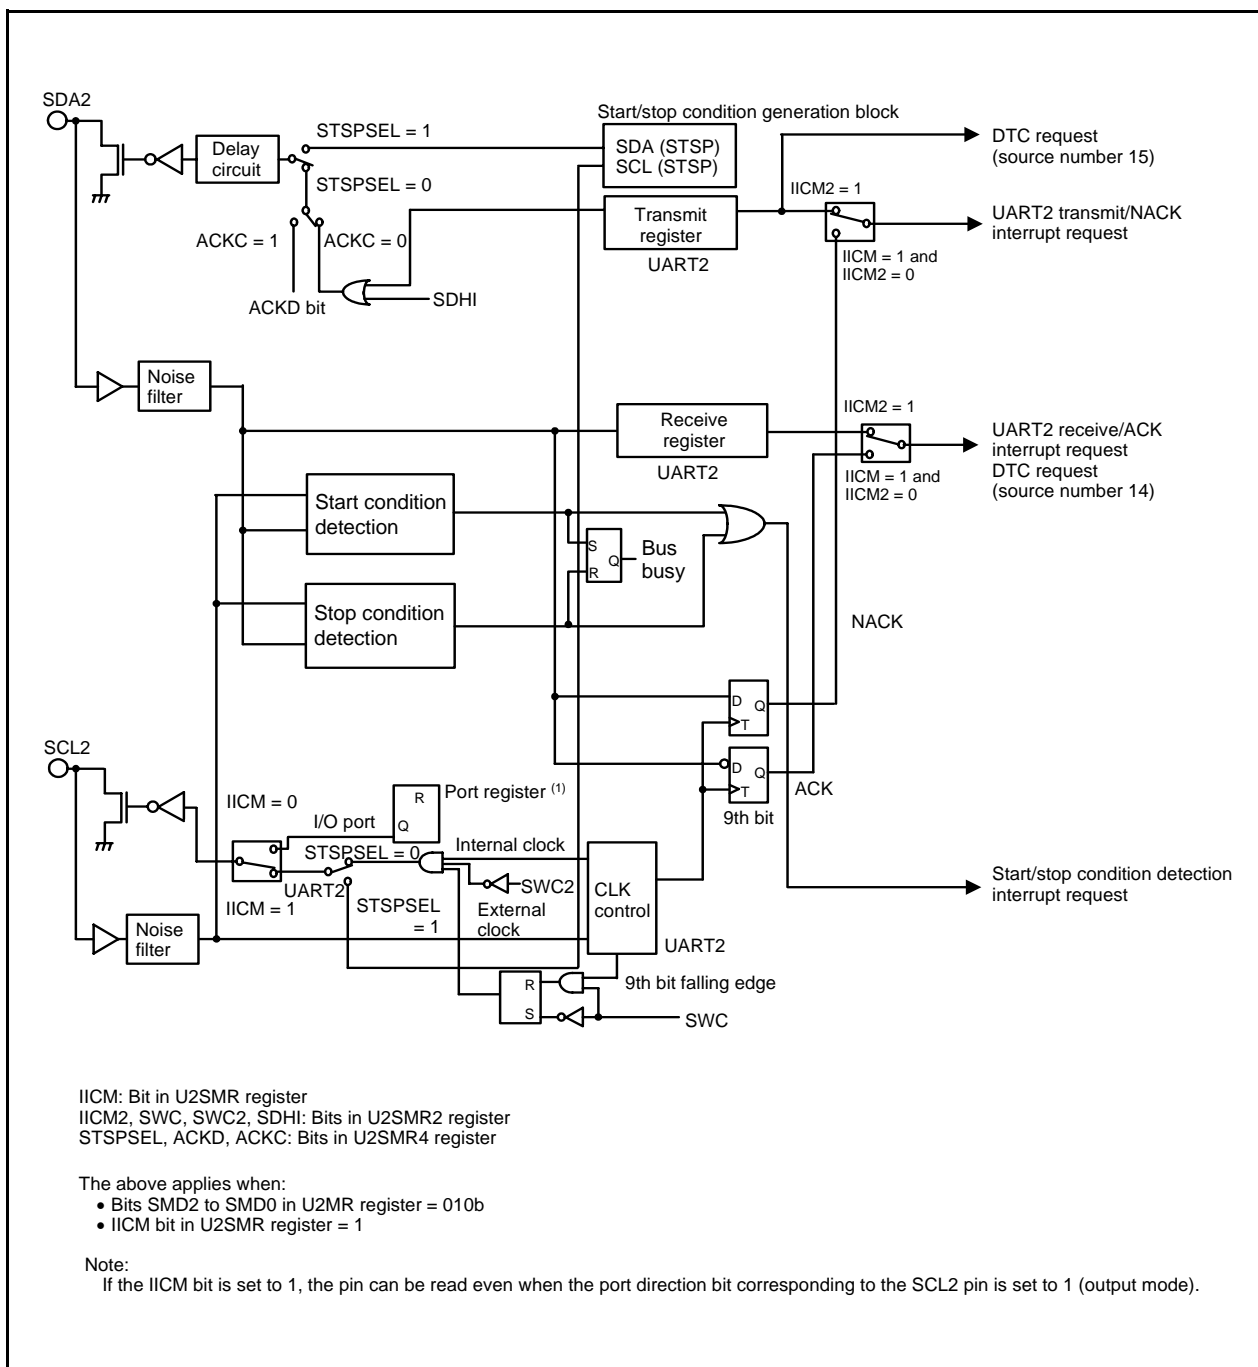 SDA2
Start/stop condition generation block
STSPSEL = 1
Delay
circuit
SDA (STSP)
SCL (STSP)
DTC request
(source number 15)
STSPSEL = 0
IICM2 = 1
Transmit
register
UART2 transmit/NACK
interrupt request
ACKC = 1
ACKC = 0
UART2
IICM = 1 and
IICM2 = 0
ACKD bit
SDHI
Noise
filter
IICM2 = 1
Receive
register
UART2 receive/ACK
interrupt request
DTC request
(source number 14)
UART2
IICM = 1 and
IICM2 = 0
Start condition
detection
S
R
Q
Bus
busy
Stop condition
detection
NACK
D
Q
T
SCL2
D
Q
T
ACK
9th bit
IICM = 0
R
Q
Port register (1)
I/O port
STSPSEL = 0
Internal clock
UART2
SWC2
CLK
control
Start/stop condition detection
interrupt request
IICM = 1
STSPSEL
= 1
External
clock
Noise
filter
UART2
R
S
9th bit falling edge
SWC
IICM: Bit in U2SMR register
IICM2, SWC, SWC2, SDHI: Bits in U2SMR2 register
STSPSEL, ACKD, ACKC: Bits in U2SMR4 register
The above applies when:
• Bits SMD2 to SMD0 in U2MR register = 010b
• IICM bit in U2SMR register = 1
Note:
If the IICM bit is set to 1, the pin can be read even when the port direction bit corresponding to the SCL2 pin is set to 1 (output mode).